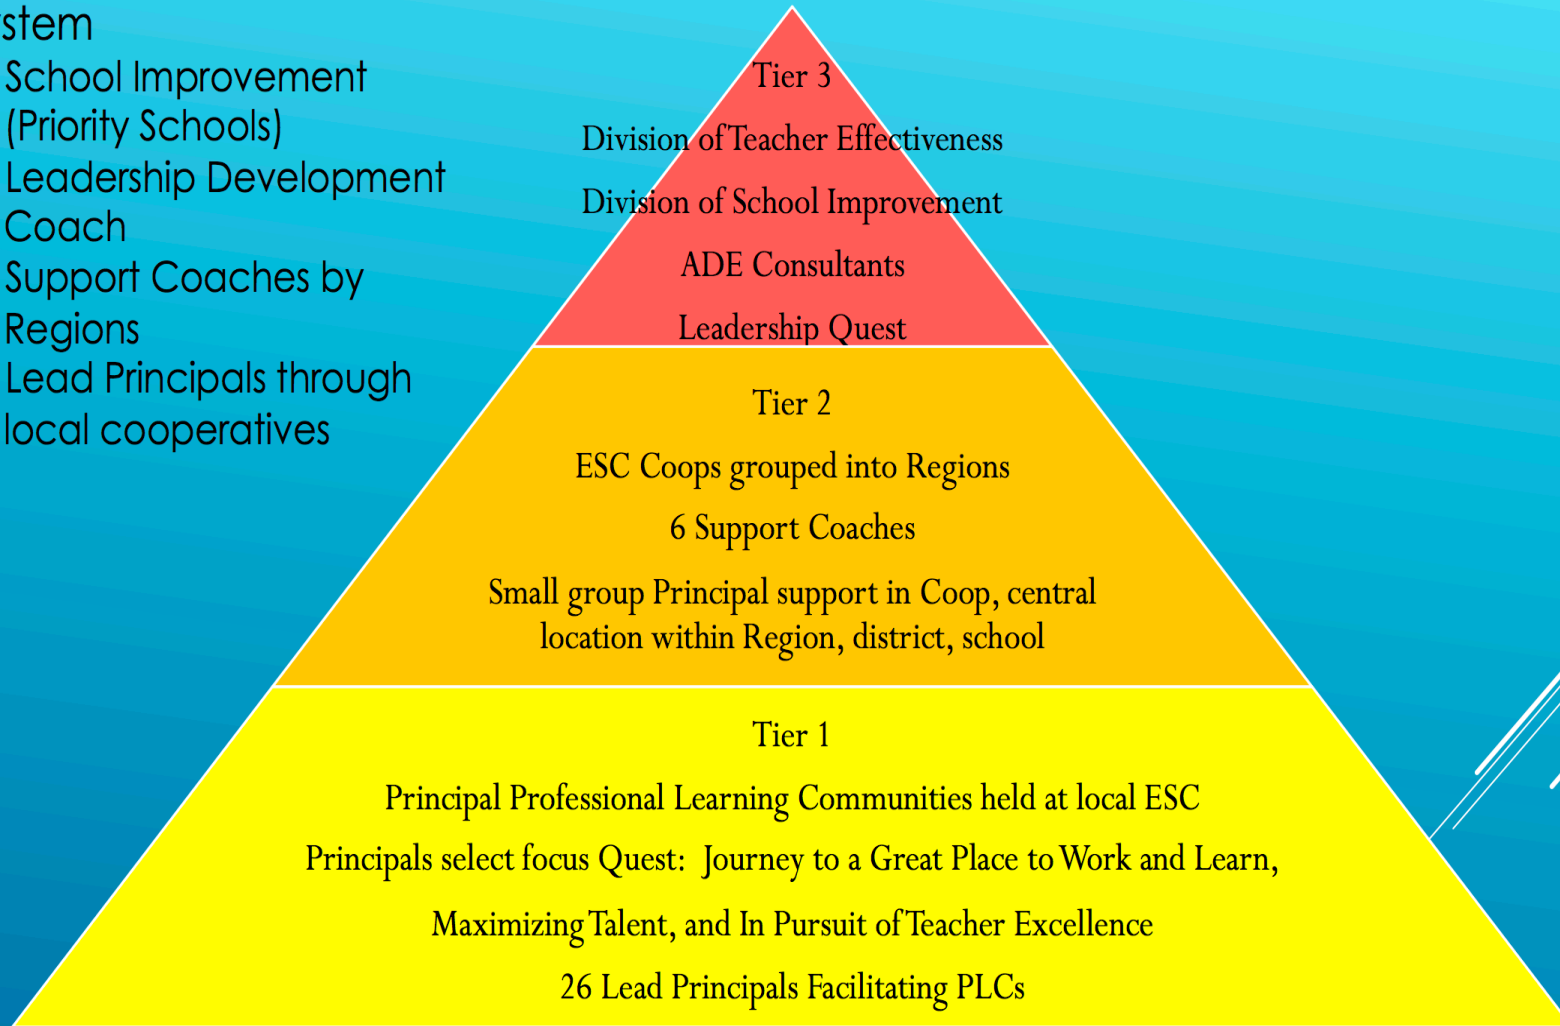 stem
School Improvement
(Priority Schools)
Leadership Development
Coach
Support Coaches by
Regions
Lead Principals through
local cooperatives
Tier 3
Division of Teacher Effectiveness
Division of School Improvement
ADE Consultants
Leadership Quest
Tier 2
ESC Coops grouped into Regions
6 Support Coaches
Small group Principal support in Coop, central
location within Region, district, school
Tier 1
Principal Professional Learning Communities held at local ESC
Principals select focus Quest:  Journey to a Great Place to Work and Learn,
Maximizing Talent, and In Pursuit of Teacher Excellence
26 Lead Principals Facilitating PLCs